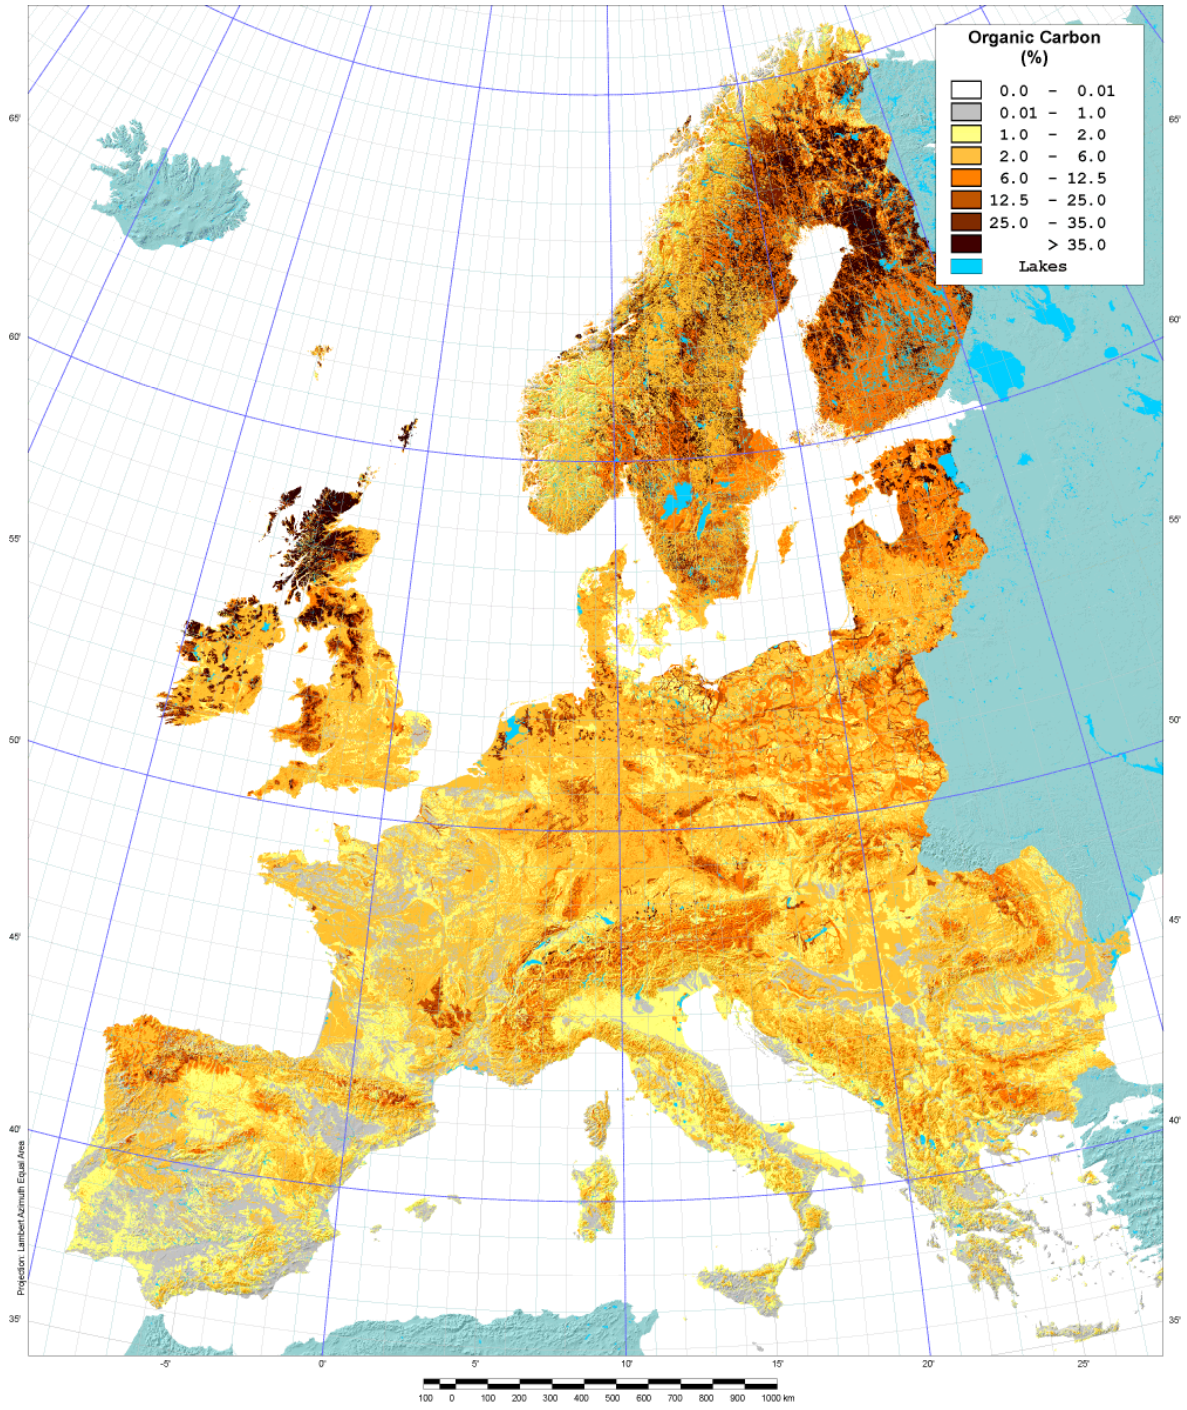 Organic Carbon
(%)
0.0 - 0.01
0.01 - 1.0
1.0 - 2.0
2.0 - 6.0
6.0 - 12.5
12.5 - 25.0
25.0 - 35.0
> 35.0
Lakes
65'
65'
60'
60'
55'
55'
50'
50'
45'
45'
40'
40'
35'
35'
Projection: Lambert Azimuth Equal Area
-5'
0'
5'
10'
15'
20'
25'
100 0 100 200 300 400 500 600 700 800 900 1000 km